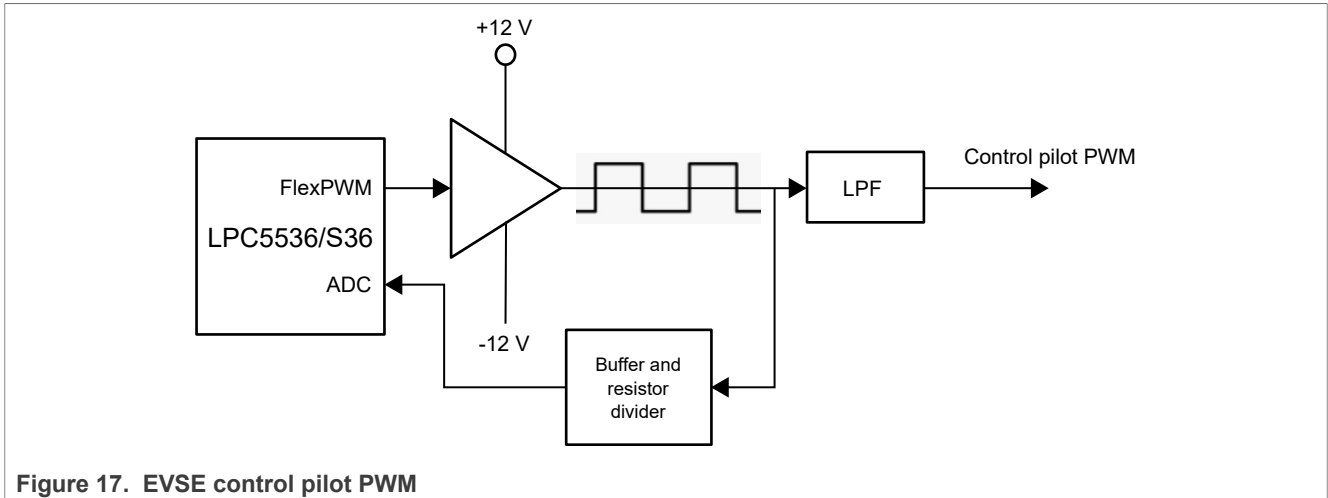 +12 V
FlexPWM
LPC5536/S36
ADC
-12 V
LPF
Control pilot PWM
Buffer and
resistor
divider
Figure 17. EVSE control pilot PWM